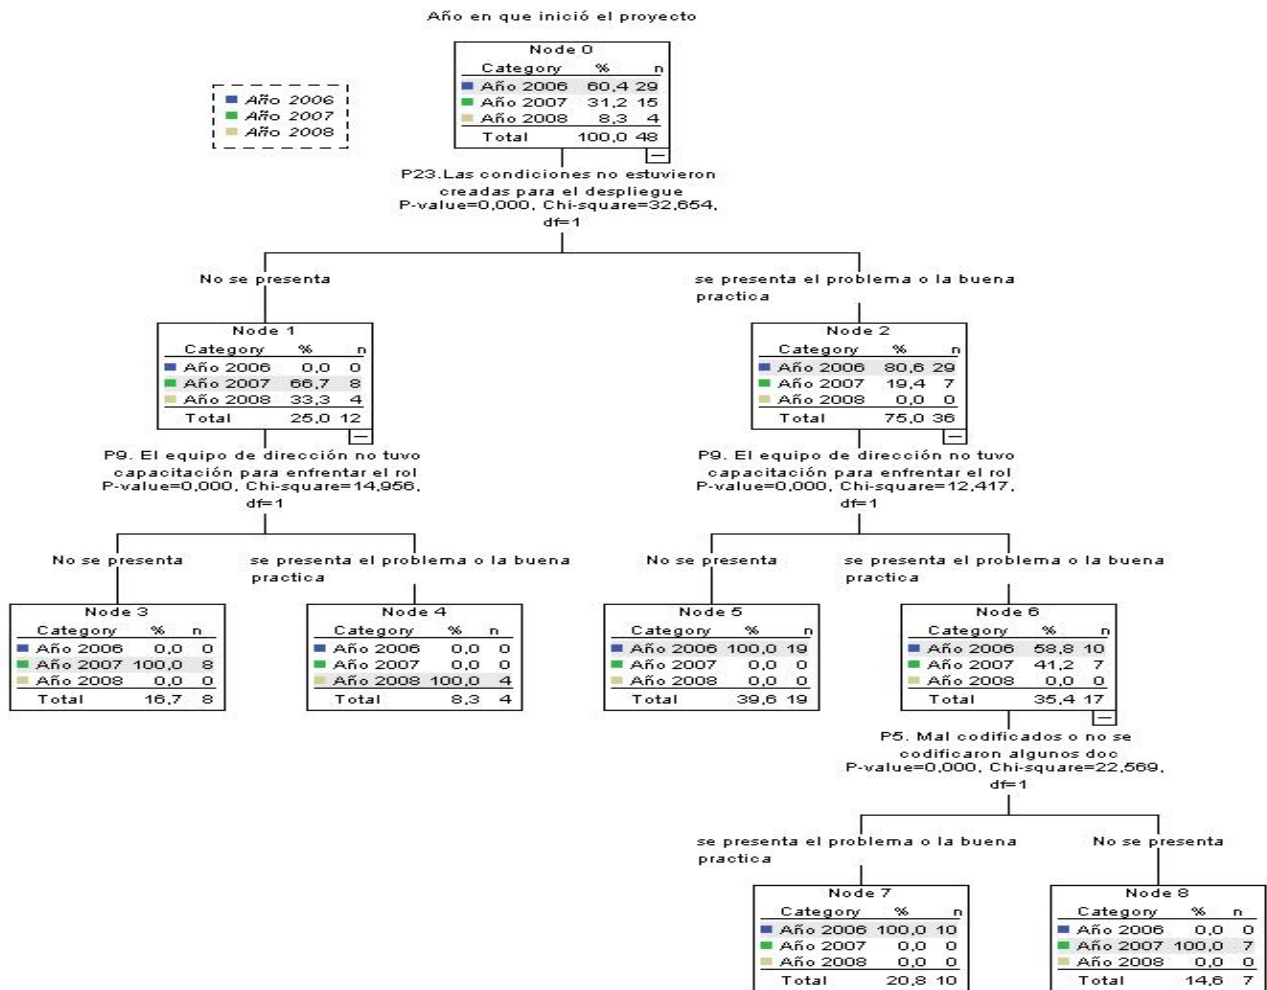 Año en que inició el proyecto
Año 2006
Año 2007
Año 2008
Node 0
Category % n
Año 2006 60,4 29
Año 2007 31,2 15
Año 2008 8,3 4
Total 100,0 48
P23.Las condiciones no estuvieron
creadas para el despliegue
P-value=0,000, Chi-square=32,654,
df=1
No se presenta
se presenta el problema o la buena
practica
Node 1
Category % n
Año 2006 0,0 0
Año 2007 66,7 8
Año 2008 33,3 4
Total 25,0 12
Node 2
Category % n
Año 2006 80,6 29
Año 2007 19,4 7
Año 2008 0,0 0
Total 75,0 36
P9. El equipo de dirección no tuvo
capacitación para enfrentar el rol
P-value=0,000, Chi-square=14,956,
df=1
P9. El equipo de dirección no tuvo
capacitación para enfrentar el rol
P-value=0,000, Chi-square=12,417,
df=1
No se presenta
se presenta el problema o la buena
practica
No se presenta
se presenta el problema o la buena
practica
Node 3
Category % n
Año 2006 0,0 0
Año 2007 100,0 8
Año 2008 0,0 0
Total 16,7 8
Node 4
Category % n
Año 2006 0,0 0
Año 2007 0,0 0
Año 2008 100,0 4
Total 8,3 4
Node 5
Category % n
Año 2006 100,0 19
Año 2007 0,0 0
Año 2008 0,0 0
Total 39,6 19
Node 6
Category % n
Año 2006 58,8 10
Año 2007 41,2 7
Año 2008 0,0 0
Total 35,4 17
P5. Mal codificados o no se
codificaron algunos doc
P-value=0,000, Chi-square=22,569,
df=1
se presenta el problema o la buena
practica
No se presenta
Node 7
Category % n
Año 2006 100,0 10
Año 2007 0,0 0
Año 2008 0,0 0
Total 20,8 10
Node 8
Category % n
Año 2006 0,0 0
Año 2007 100,0 7
Año 2008 0,0 0
Total 14,6 7